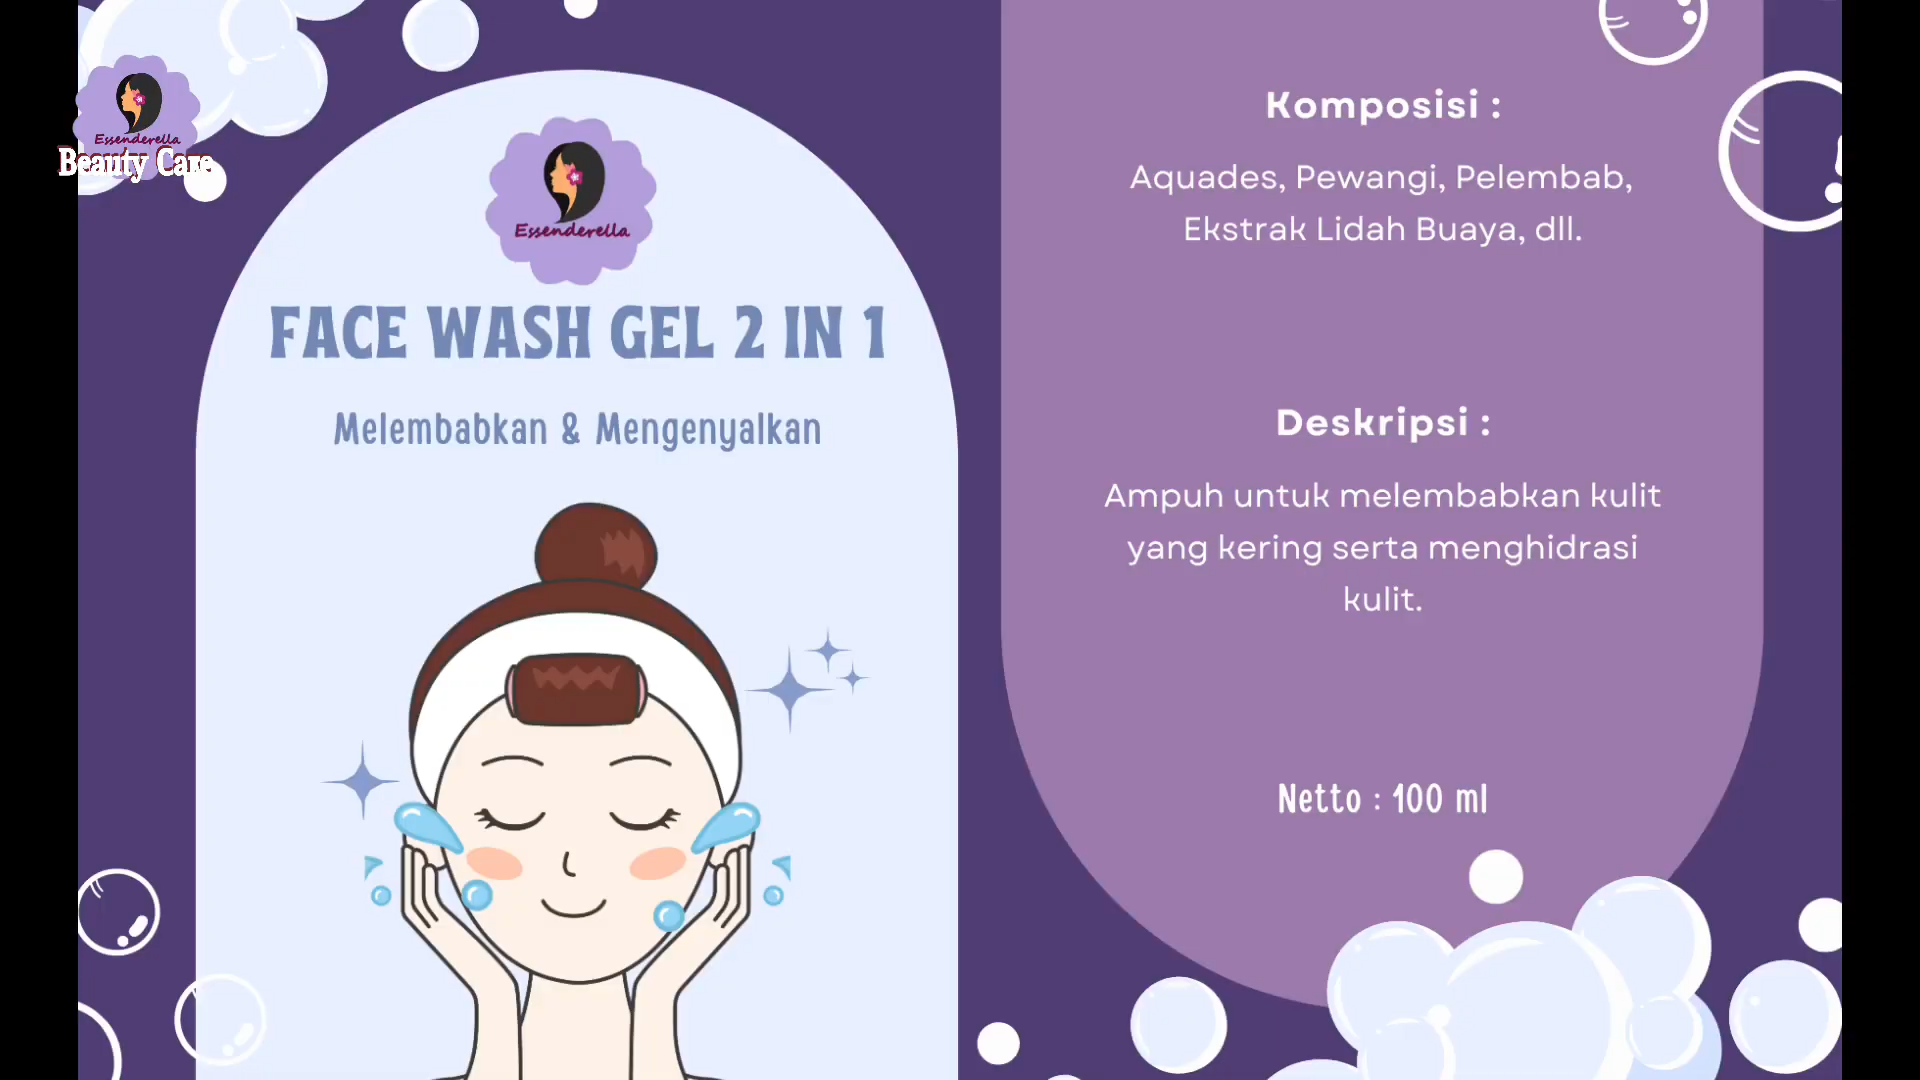 Essenderella
Beauty Care
Essenderella
FACE WASH GEL 2 IN 1
Melembabkan & Mengenyalkan
Komposisi :
Aquades, Pewangi, Pelembab,
Ekstrak Lidah Buaya, dll.
Deskripsi :
Ampuh untuk melembabkan kulit
yang kering serta menghidrasi
kulit.
Netto : 100 ml